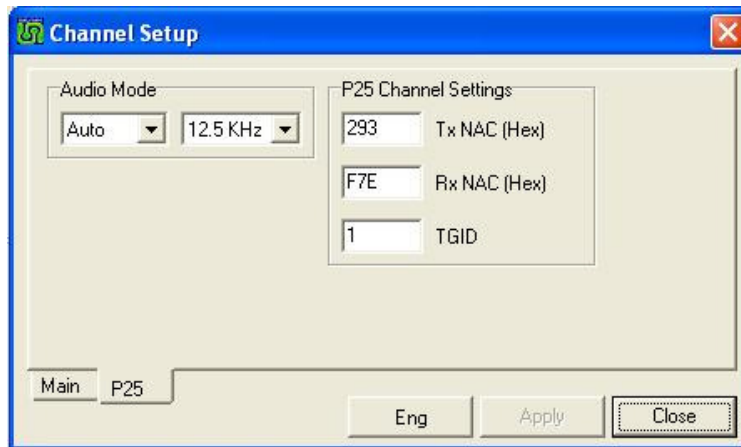 Channel Setup
Audio Mode
Auto
12.5 KHz
P25 Channel Settings
293 Tx NAC (Hex)
F7E Rx NAC (Hex)
1 TGID
Main
P25
Eng
Apply
Close